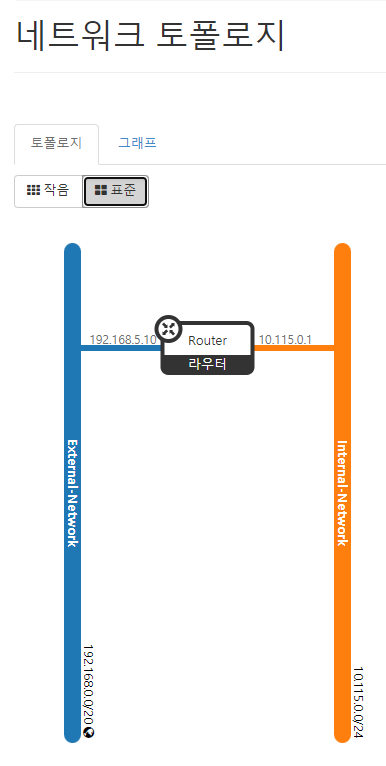 네트워크 토폴로지
토폴로지
그래프
작음
표준
192.168.5.10
Router
라우터
10.115.0.1
External-Network
Internal-Network
192.168.0.0/20
10.115.0.0/24